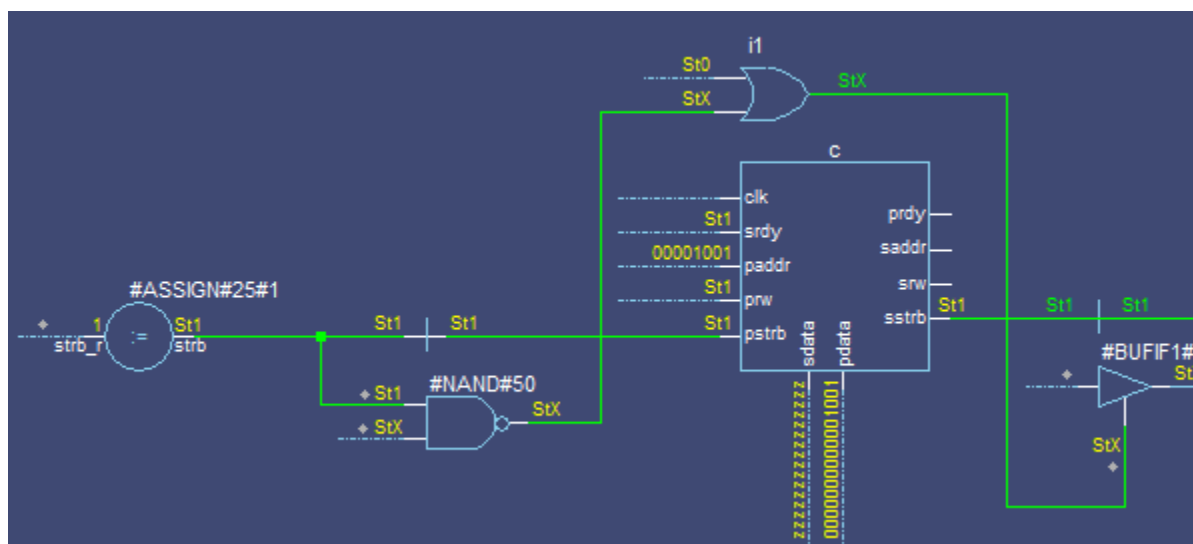 i1
St0
StX
StX
c
clk
St1
srdy
prdy
00001001
paddr
saddr
St1
prw
srw
#ASSIGN#25#1
1
St1
strb_r
:=
strb
St1
St1
St1
pstrb
sstrb
St1
St1
St1
sdata
pdata
#BUFIF1#
St
#NAND#50
St1
StX
StX
StX
0000000000001001